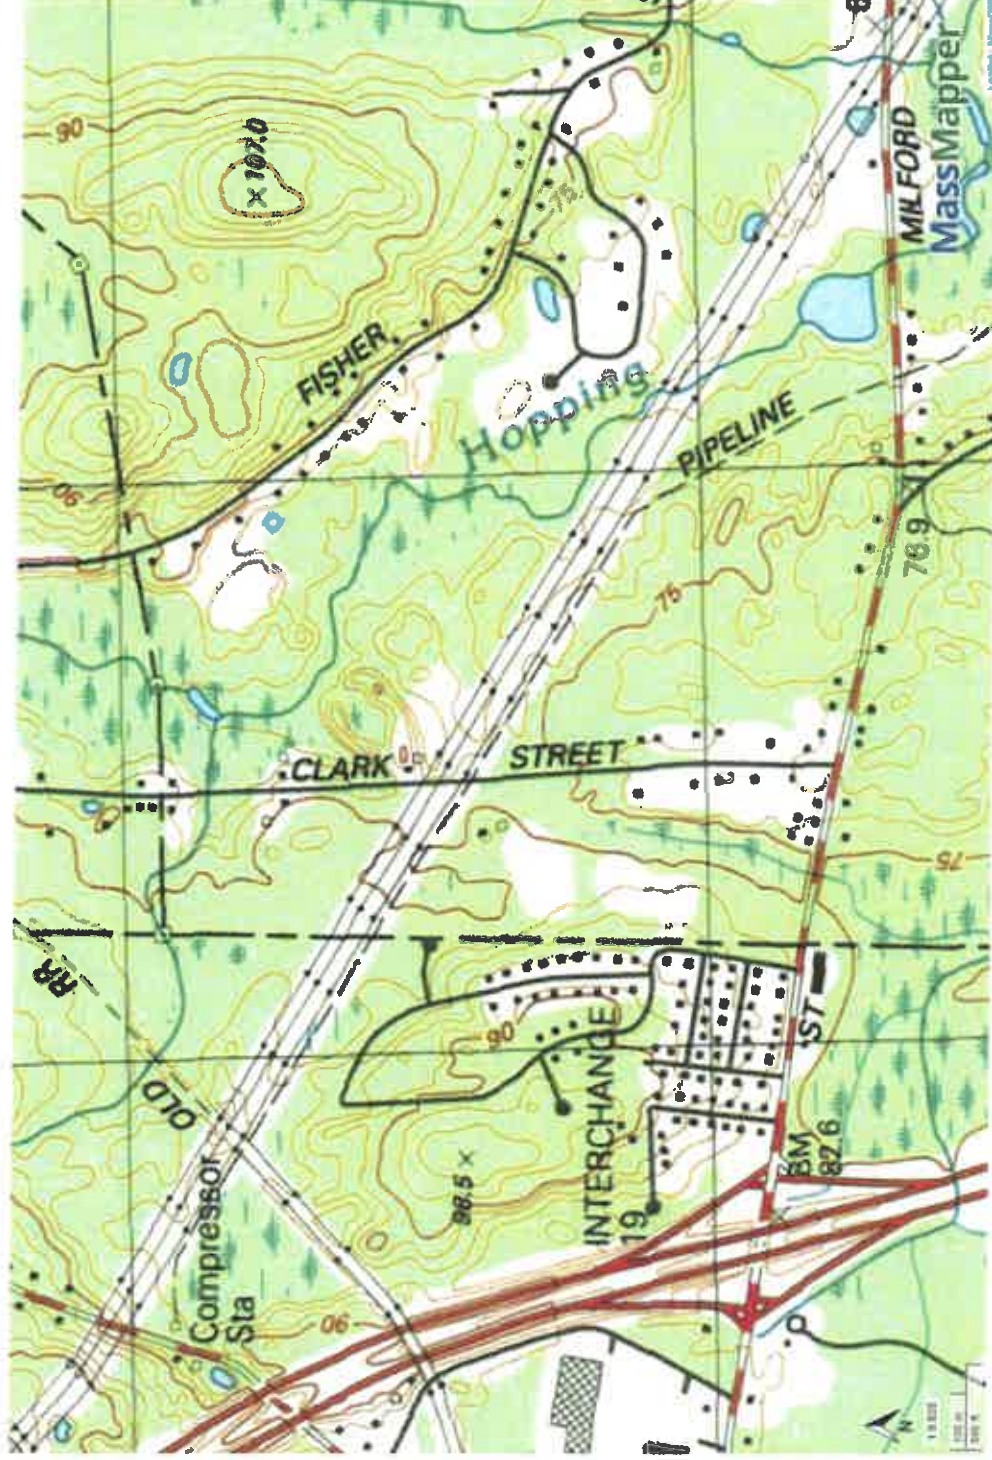 90
× 107.0
75
FISHER
Hopping
90
PIPELINE
MILFORD
MassMapper
76.9
75
CLARK STREET
75
OLD RR
90
98.5 ×
INTERCHANGE
19
ST
BM
82.6
Compressor
Sta
90
N